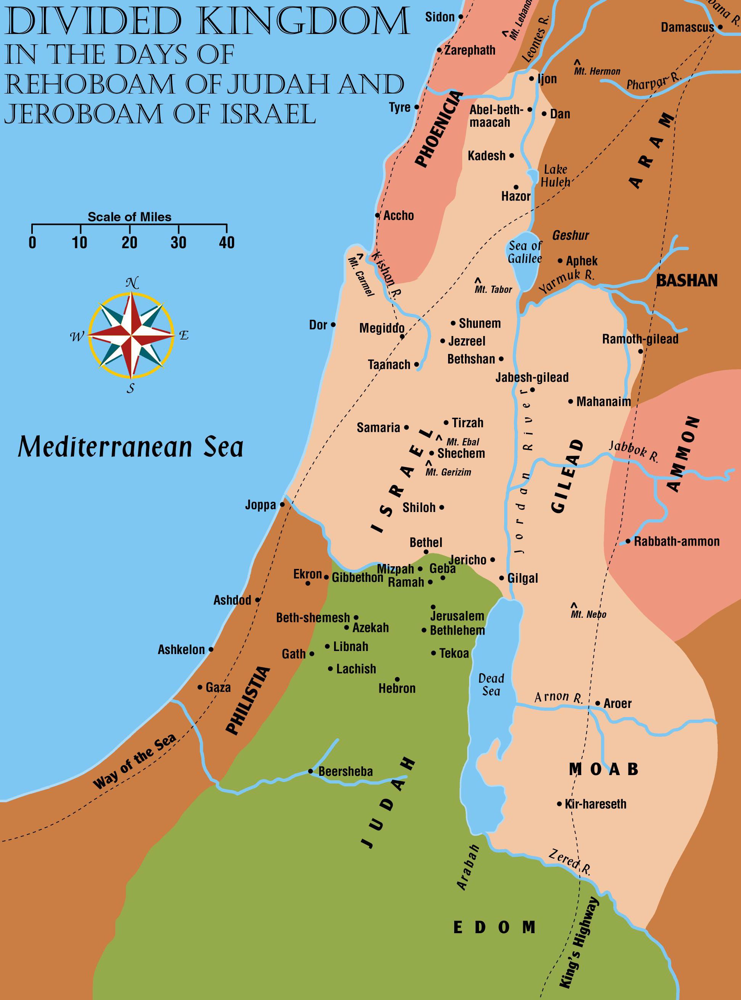 DIVIDED KINGDOM
IN THE DAYS OF
REHOBOAM OF JUDAH AND
JEROBOAM OF ISRAEL
Sidon
Mt. Lebanon
Leontes R.
Damascus
Zarephath
Mt. Hermon
Ijon
Pharpar R.
Tyre
PHOENICIA
Abel-beth-
maacah
Dan
ARAM
Kadesh
Lake
Huleh
Hazor
Scale of Miles
0 10 20 30 40
Accho
Geshur
Sea of
Galilee
Aphek
Kishon R.
Mt. Carmel
Yarmuk R.
BASHAN
Mt. Tabor
N
W
E
S
Dor
Megiddo
Shunem
Jezreel
Ramoth-gilead
Bethshan
Taanach
Jabesh-gilead
Mahanaim
Samaria
Tirzah
Mt. Ebal
Mediterranean Sea
Shechem
Mt. Gerizim
ISRAEL
Jordan River
GILEAD
Jabbok R.
AMMON
Joppa
Shiloh
Rabbath-ammon
Bethel
Jericho
Mizpah
Geba
Ekron
Gibbethon
Ramah
Gilgal
Ashdod
Beth-shemesh
Jerusalem
Mt. Nebo
Azekah
Bethlehem
Ashkelon
Libnah
Gath
Tekoa
Lachish
Gaza
Hebron
Dead
Sea
PHILISTIA
Arnon R.
Aroer
Way of the Sea
Beersheba
MOAB
JUDAH
Kir-hareseth
Arabah
Zered R.
EDOM
King's Highway